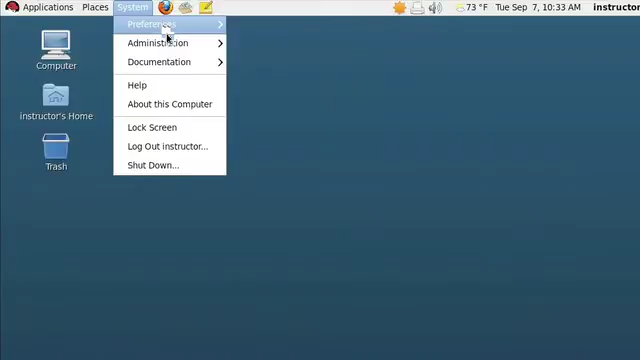 Applications Places System 73 °F Tue Sep 7, 10:33 AM instructor
Preferences
Administration
Documentation
Help
About this Computer
Lock Screen
Log Out instructor...
Shut Down...
Computer
instructor's Home
Trash